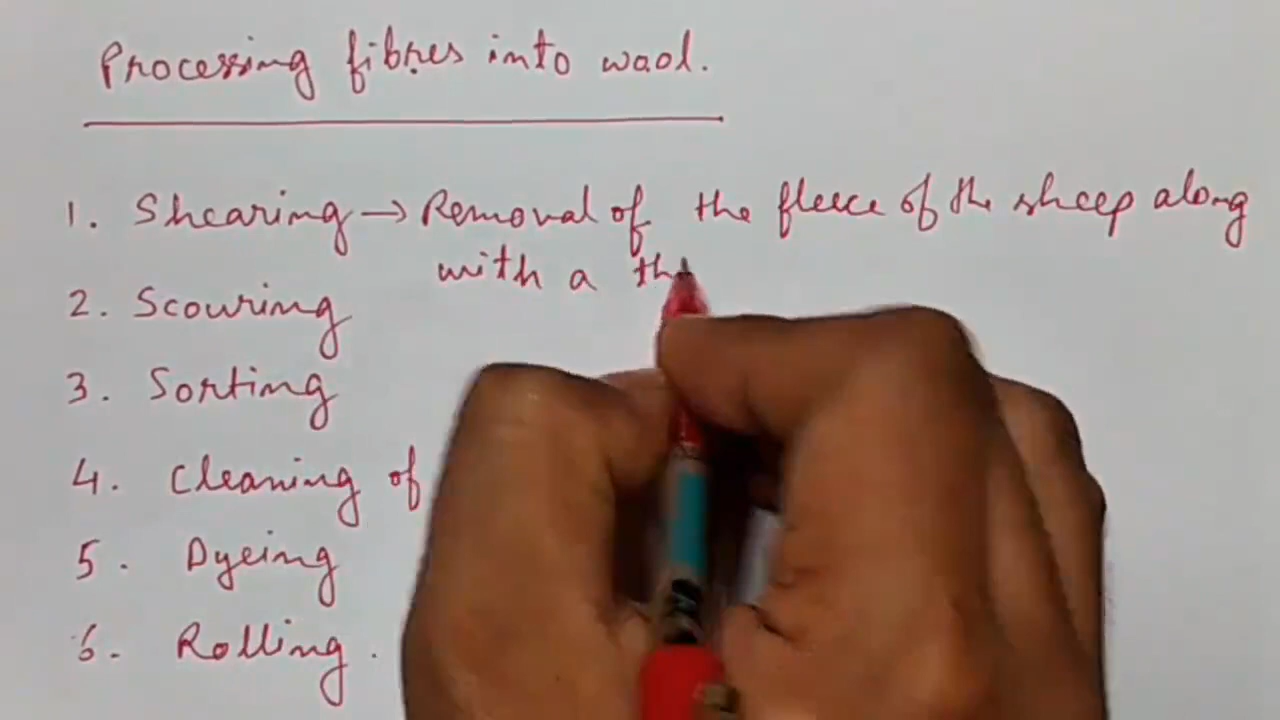 Processing fibres into wool.
1. Shearing → Removal of the fleece of the sheep along
with a th
2. Scouring
3. Sorting
4. Cleaning of
5. Dyeing
6. Rolling.